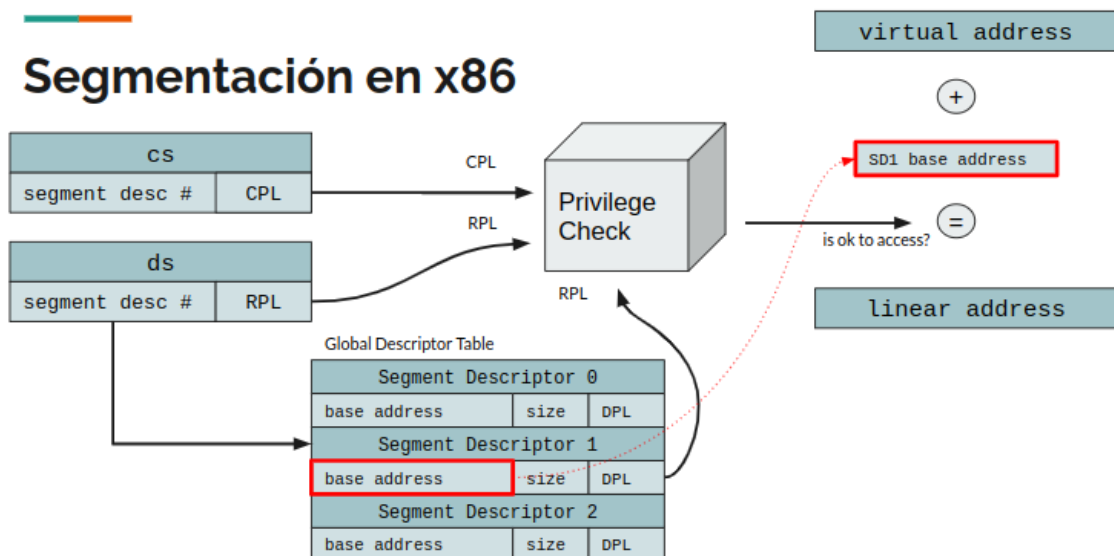 Segmentación en x86
cs
segment desc # CPL
ds
segment desc # RPL
CPL
RPL
Privilege
Check
RPL
is ok to access?
virtual address
+
SD1 base address
=
linear address
Global Descriptor Table
Segment Descriptor 0
base address size DPL
Segment Descriptor 1
base address size DPL
Segment Descriptor 2
base address size DPL